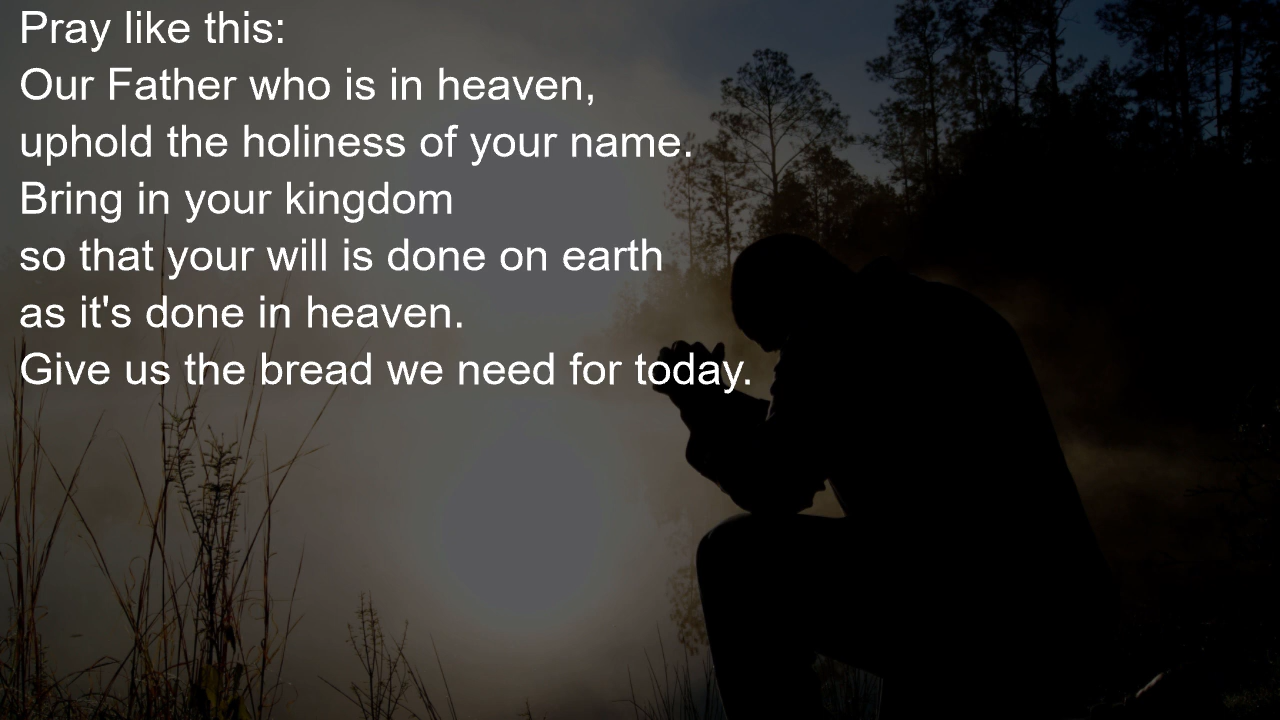 Pray like this:
Our Father who is in heaven,
uphold the holiness of your name.
Bring in your kingdom
so that your will is done on earth
as it's done in heaven.
Give us the bread we need for today.